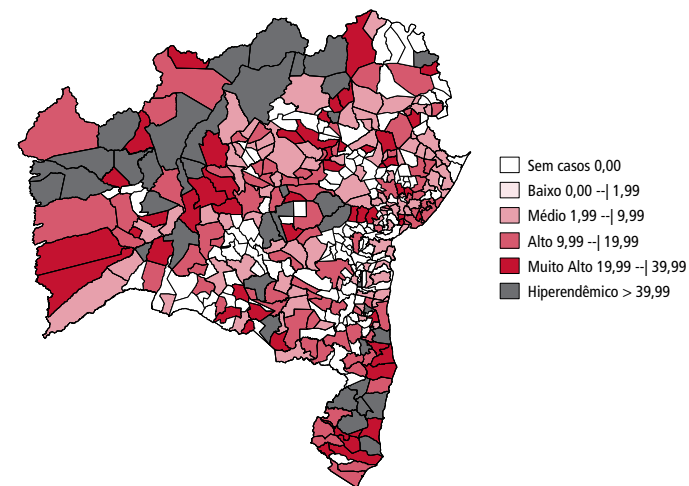 Sem casos 0,00
Baixo 0,00 --| 1,99
Médio 1,99 --| 9,99
Alto 9,99 --| 19,99
Muito Alto 19,99 --| 39,99
Hiperendêmico > 39,99